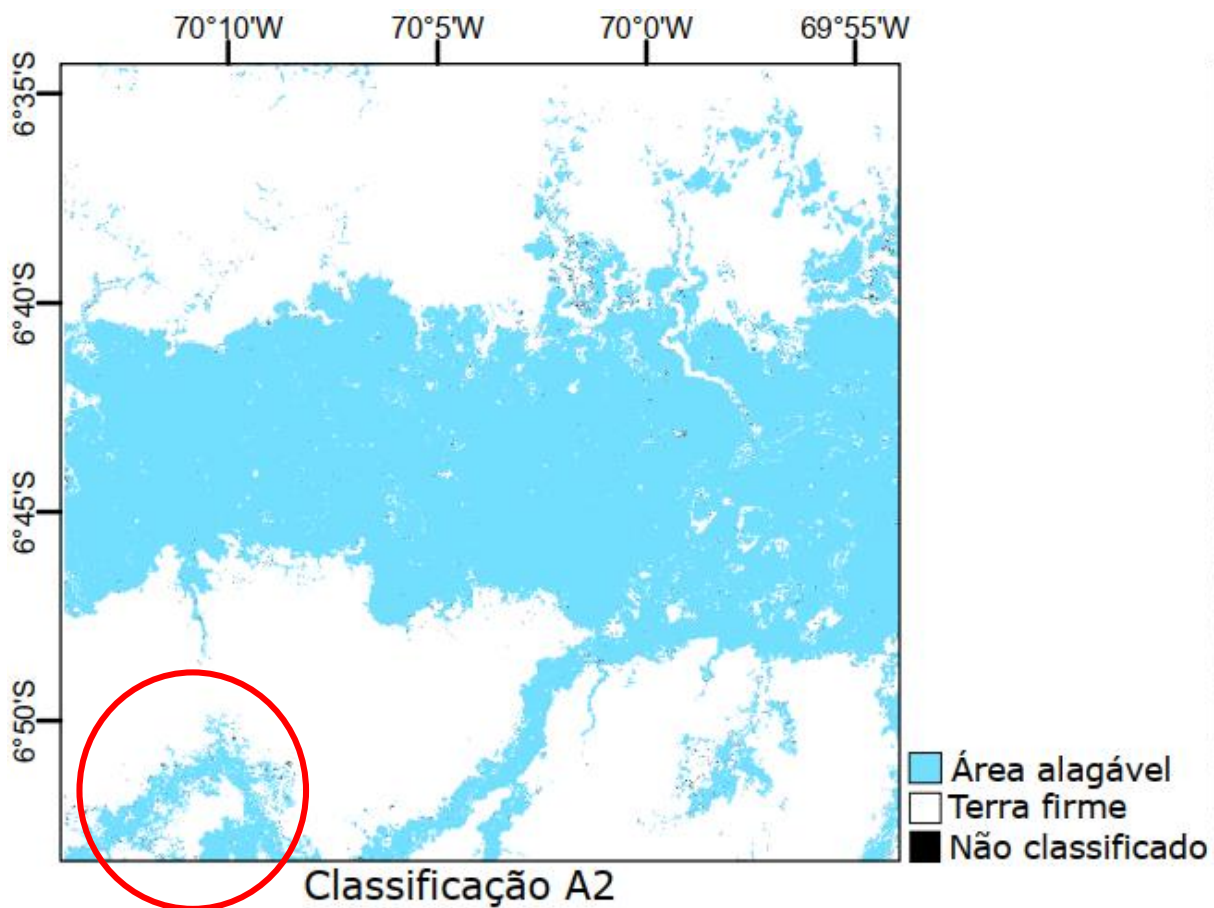 70°10'W 70°5'W 70°0'W 69°55'W
6°35'S
6°40'S
6°45'S
6°50'S
Área alagável
Terra firme
Não classificado
Classificação A2